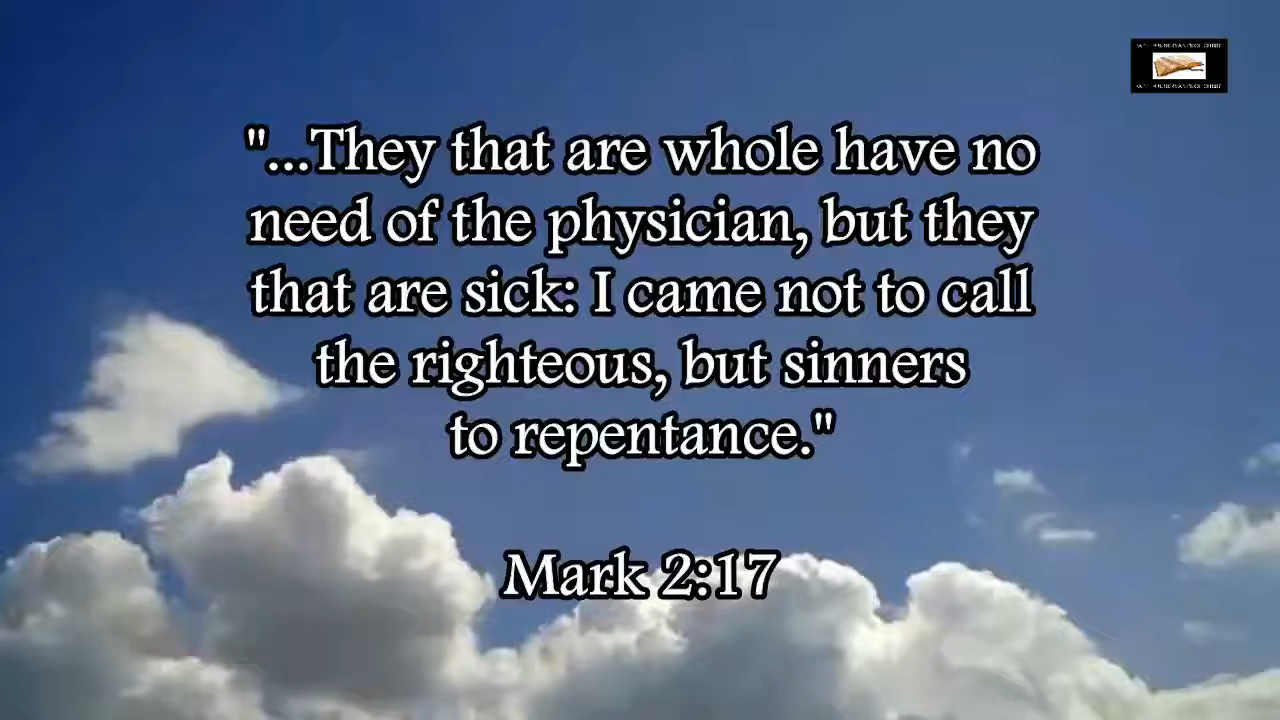 "...They that are whole have no
need of the physician, but they
that are sick: I came not to call
the righteous, but sinners
to repentance."
Mark 2:17